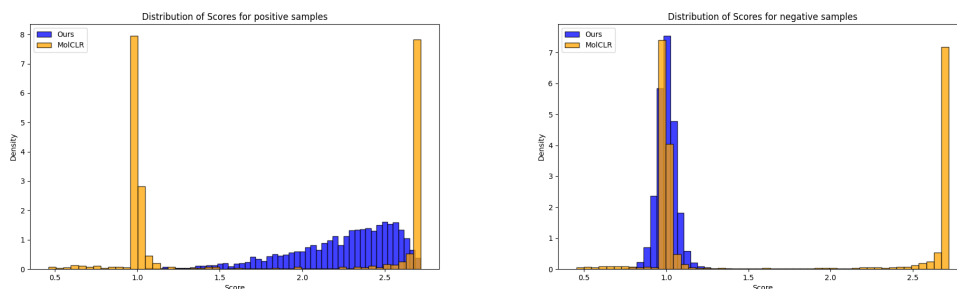 Distribution of Scores for positive samples
Ours
MolCLR
Density
8
7
6
5
4
3
2
1
0
0.5 1.0 1.5 2.0 2.5
Score
Distribution of Scores for negative samples
Ours
MolCLR
Density
7
6
5
4
3
2
1
0
0.5 1.0 1.5 2.0 2.5
Score